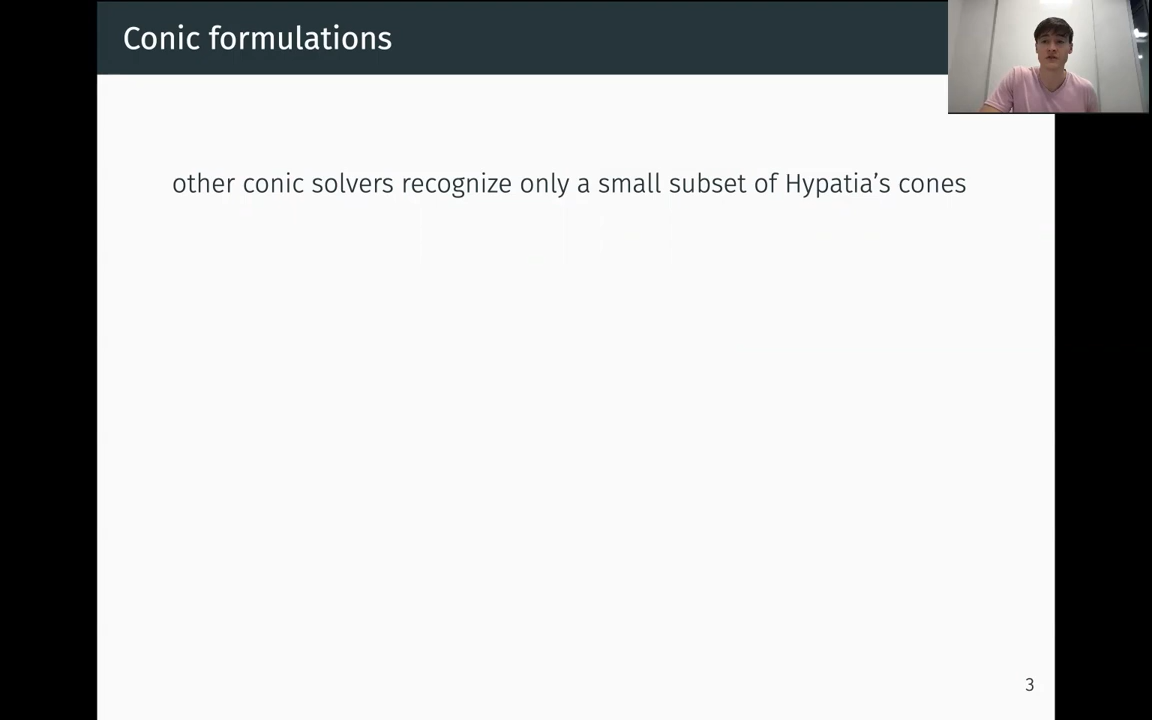 Conic formulations
other conic solvers recognize only a small subset of Hypatia’s cones
3